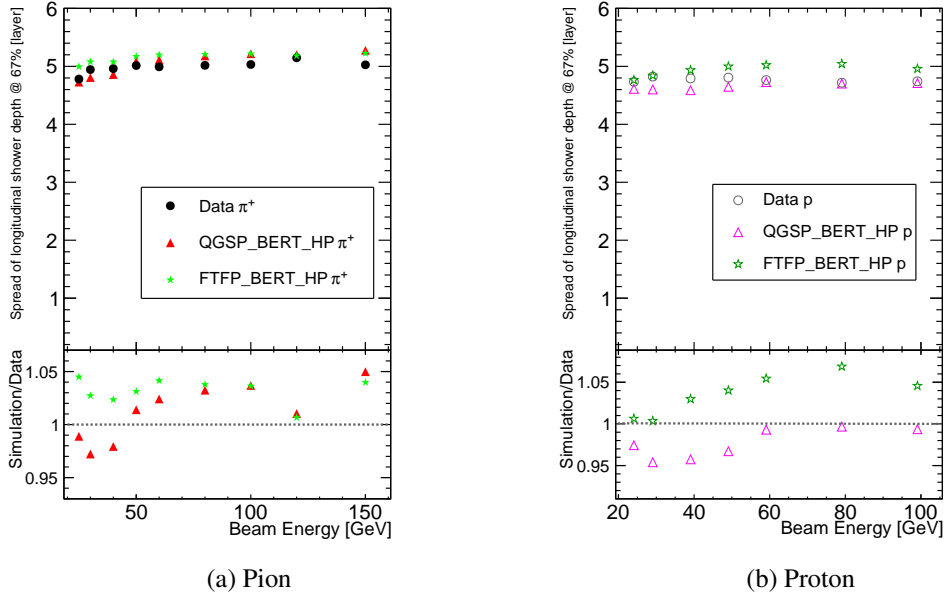 Spread of longitudinal shower depth @ 67% [layer]
6
5
4
3
2
1
Data π+
QGSP_BERT_HP π+
FTFP_BERT_HP π+
Simulation/Data
1.05
1
0.95
50
100
150
Beam Energy [GeV]
(a) Pion
Spread of longitudinal shower depth @ 67% [layer]
6
5
4
3
2
1
Data p
QGSP_BERT_HP p
FTFP_BERT_HP p
Simulation/Data
1.05
1
0.95
20
40
60
80
100
Beam Energy [GeV]
(b) Proton